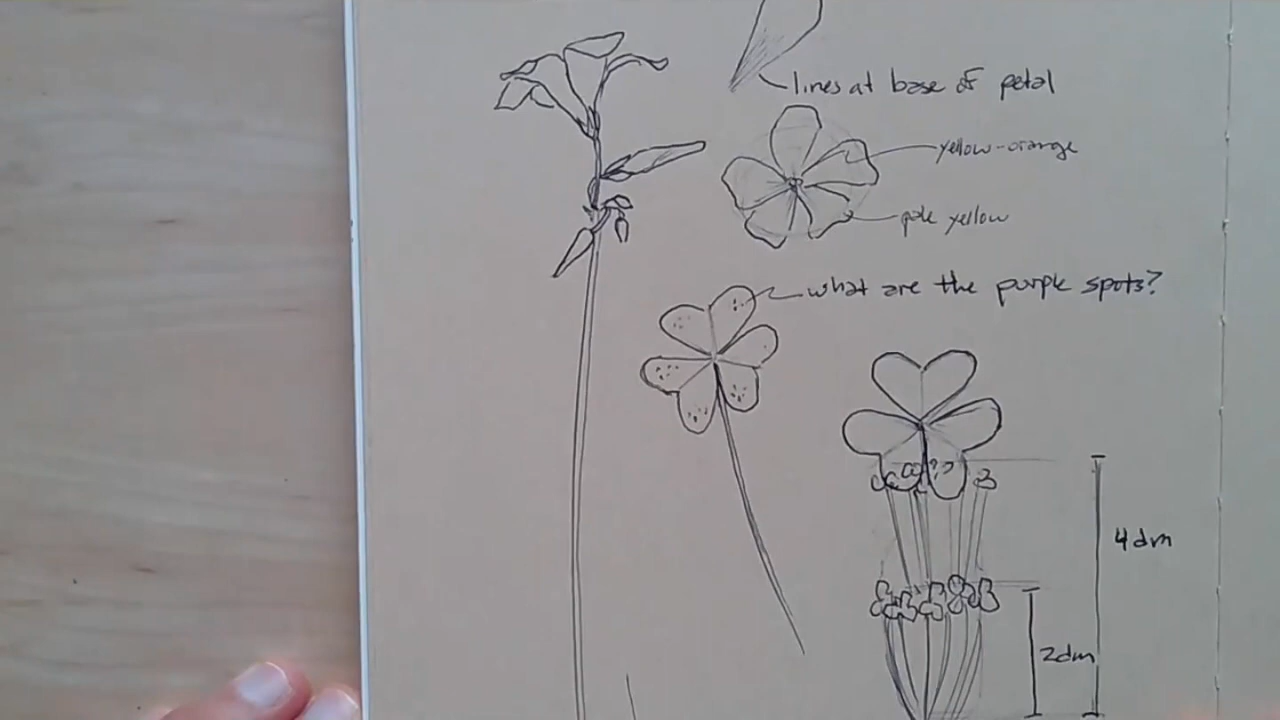 lines at base of petal
yellow-orange
pale yellow
what are the purple spots?
4dm
2dm